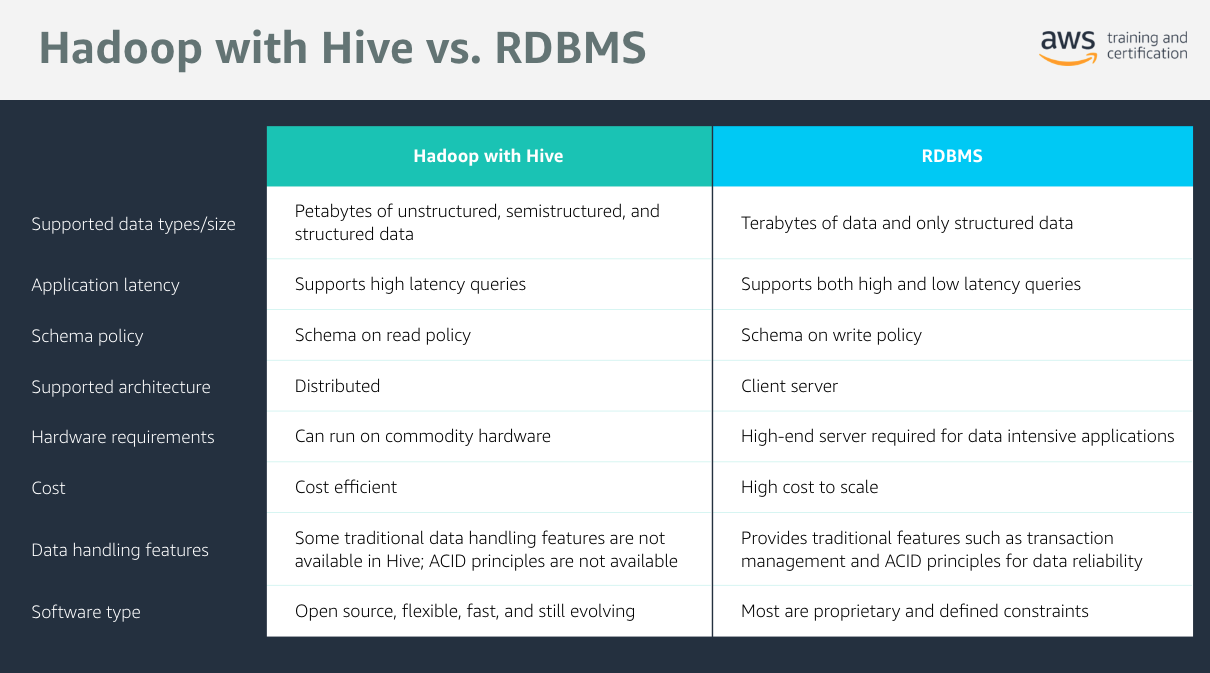 Hadoop with Hive vs. RDBMS
aws training and
certification
Hadoop with Hive
RDBMS
Supported data types/size
Petabytes of unstructured, semistructured, and
structured data
Terabytes of data and only structured data
Application latency
Supports high latency queries
Supports both high and low latency queries
Schema policy
Schema on read policy
Schema on write policy
Supported architecture
Distributed
Client server
Hardware requirements
Can run on commodity hardware
High-end server required for data intensive applications
Cost
Cost efficient
High cost to scale
Data handling features
Some traditional data handling features are not
available in Hive; ACID principles are not available
Provides traditional features such as transaction
management and ACID principles for data reliability
Software type
Open source, flexible, fast, and still evolving
Most are proprietary and defined constraints